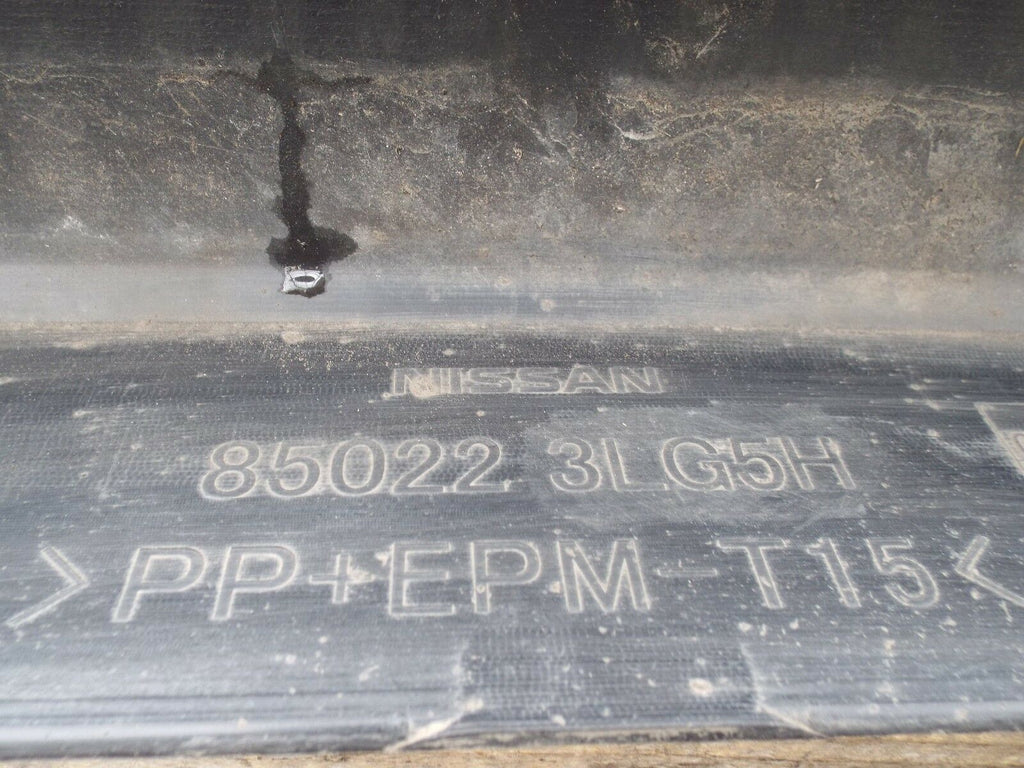 NISSAN
85022 3LG5H
>PP+EPM-T15<